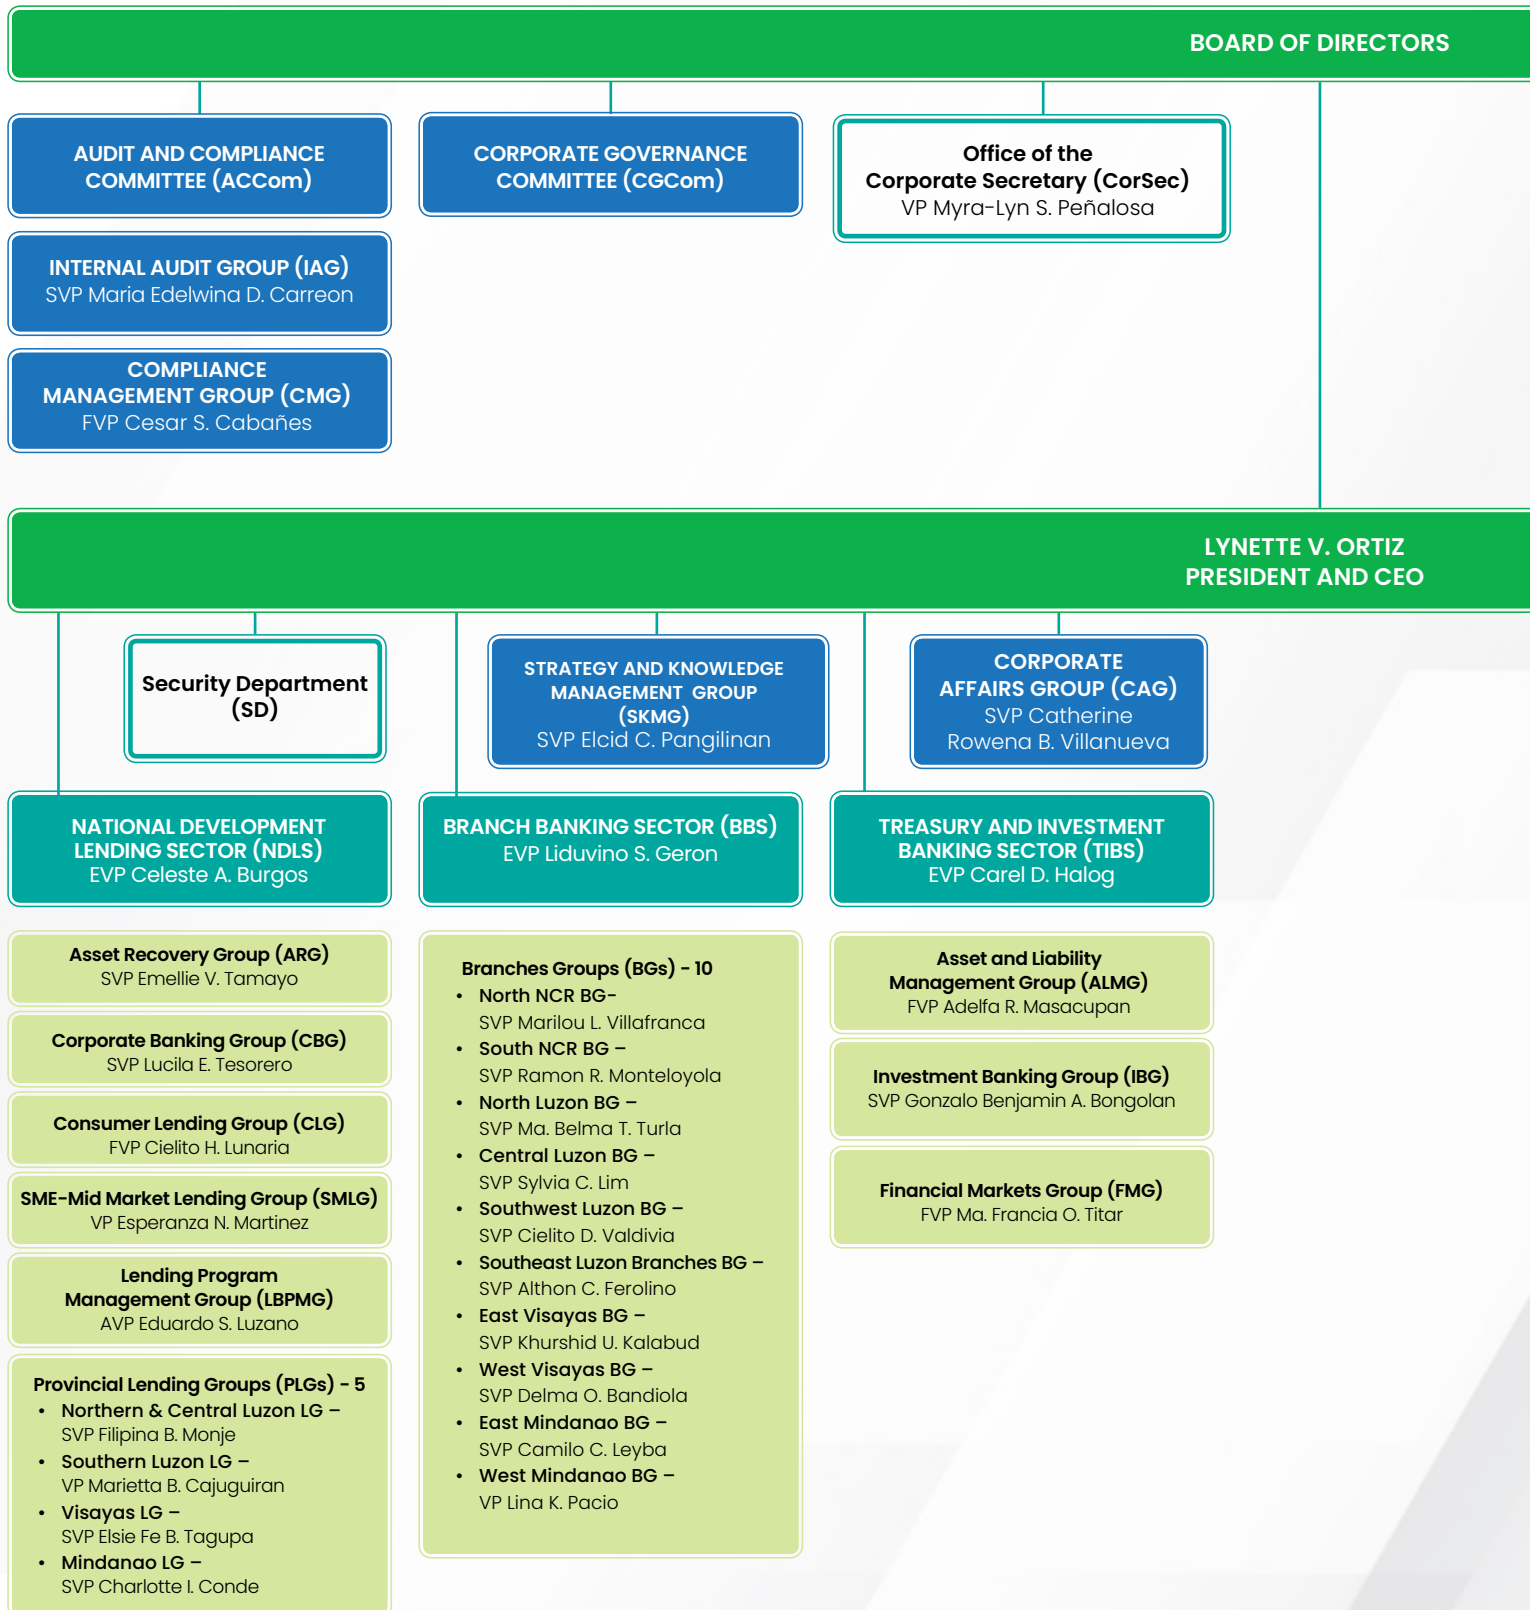 BOARD OF DIRECTORS
AUDIT AND COMPLIANCE
COMMITTEE (ACCom)
CORPORATE GOVERNANCE
COMMITTEE (CGCom)
Office of the
Corporate Secretary (CorSec)
VP Myra-Lyn S. Peñalosa
INTERNAL AUDIT GROUP (IAG)
SVP Maria Edelwina D. Carreon
COMPLIANCE
MANAGEMENT GROUP (CMG)
FVP Cesar S. Cabañes
LYNETTE V. ORTIZ
PRESIDENT AND CEO
Security Department
(SD)
STRATEGY AND KNOWLEDGE
MANAGEMENT GROUP
(SKMG)
SVP Elcid C. Pangilinan
CORPORATE
AFFAIRS GROUP (CAG)
SVP Catherine
Rowena B. Villanueva
NATIONAL DEVELOPMENT
LENDING SECTOR (NDLS)
EVP Celeste A. Burgos
BRANCH BANKING SECTOR (BBS)
EVP Liduvino S. Geron
TREASURY AND INVESTMENT
BANKING SECTOR (TIBS)
EVP Carel D. Halog
Asset Recovery Group (ARG)
SVP Emellie V. Tamayo
Corporate Banking Group (CBG)
SVP Lucila E. Tesorero
Consumer Lending Group (CLG)
FVP Cielito H. Lunaria
SME-Mid Market Lending Group (SMLG)
VP Esperanza N. Martinez
Lending Program
Management Group (LBPMG)
AVP Eduardo S. Luzano
Provincial Lending Groups (PLGs) - 5
• Northern & Central Luzon LG –
SVP Filipina B. Monje
• Southern Luzon LG –
VP Marietta B. Cajuguiran
• Visayas LG –
SVP Elsie Fe B. Tagupa
• Mindanao LG –
SVP Charlotte I. Conde
Branches Groups (BGs) - 10
• North NCR BG-
SVP Marilou L. Villafranca
• South NCR BG –
SVP Ramon R. Monteloyola
• North Luzon BG –
SVP Ma. Belma T. Turla
• Central Luzon BG –
SVP Sylvia C. Lim
• Southwest Luzon BG –
SVP Cielito D. Valdivia
• Southeast Luzon Branches BG –
SVP Althon C. Ferolino
• East Visayas BG –
SVP Khurshid U. Kalabud
• West Visayas BG –
SVP Delma O. Bandiola
• East Mindanao BG –
SVP Camilo C. Leyba
• West Mindanao BG –
VP Lina K. Pacio
Asset and Liability
Management Group (ALMG)
FVP Adelfa R. Masacupan
Investment Banking Group (IBG)
SVP Gonzalo Benjamin A. Bongolan
Financial Markets Group (FMG)
FVP Ma. Francia O. Titar